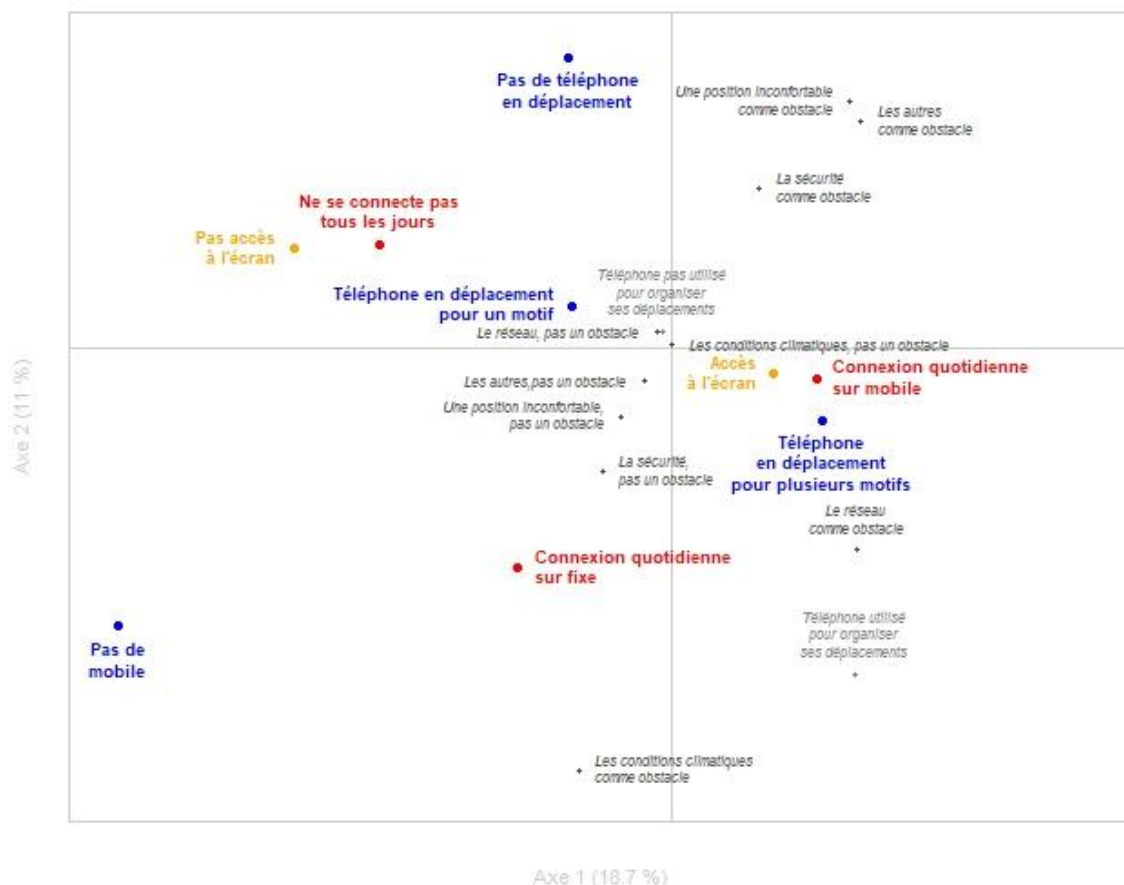 Pas de téléphone
en déplacement
Une position inconfortable
comme obstacle
Les autres
comme obstacle
La sécurité
comme obstacle
Ne se connecte pas
tous les jours
Pas accès
à l'écran
Téléphone pas utilisé
pour organiser
ses déplacements
Téléphone en déplacement
pour un motif
Le réseau, pas un obstacle
Les conditions climatiques, pas un obstacle
Accès
à l'écran
Connexion quotidienne
sur mobile
Les autres,pas un obstacle
Une position inconfortable,
pas un obstacle
Téléphone
en déplacement
pour plusieurs motifs
La sécurité,
pas un obstacle
Le réseau
comme obstacle
Connexion quotidienne
sur fixe
Téléphone utilisé
pour organiser
ses déplacements
Pas de
mobile
Les conditions climatiques
comme obstacle
Axe 2 (11 %)
Axe 1 (18.7 %)